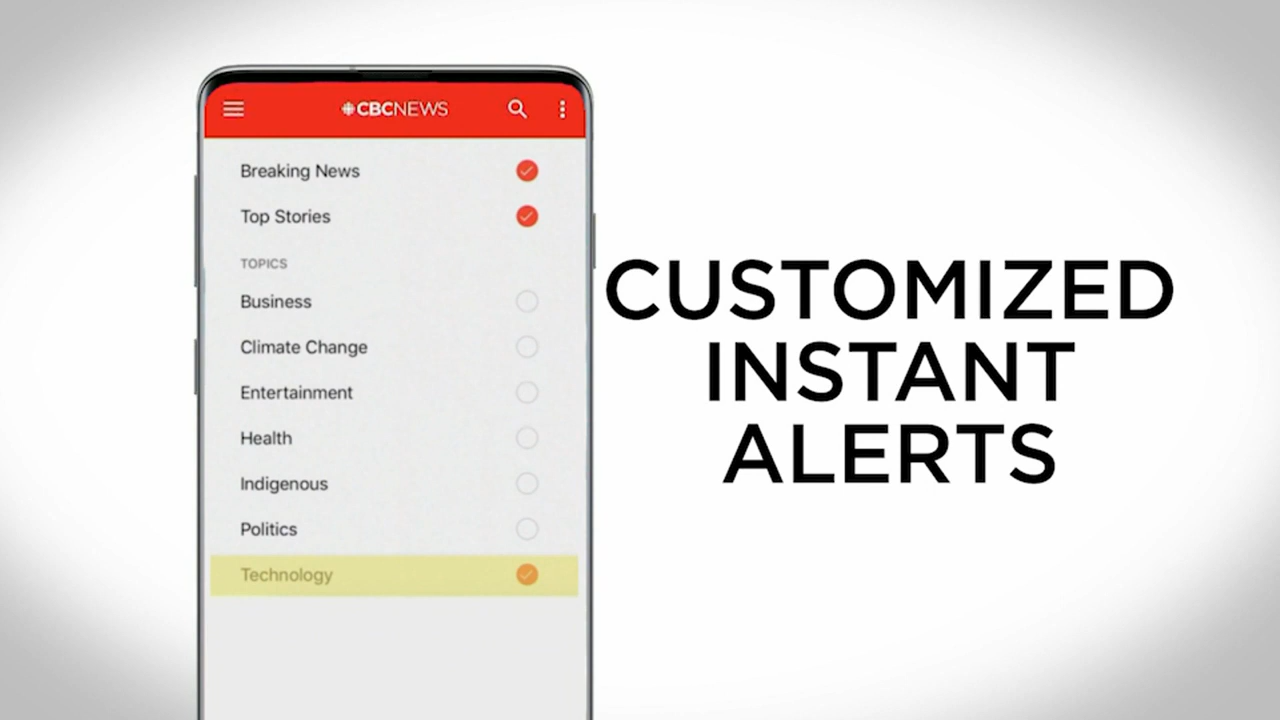 CBCNEWS
Breaking News
Top Stories
TOPICS
Business
Climate Change
Entertainment
Health
Indigenous
Politics
Technology
CUSTOMIZED
INSTANT
ALERTS